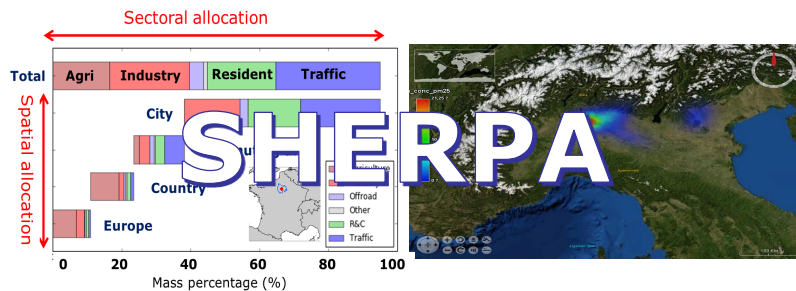 Sectoral allocation
Total
Agri
Industry
Resident
Traffic
Spatial allocation
City
SHERPA
Country
Europe
Offroad
Other
R&C
Traffic
0 20 40 60 80 100
Mass percentage (%)
_conc_pm25